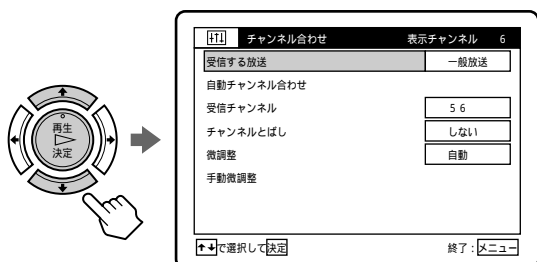 再生
決定
チャンネル合わせ 表示チャンネル 6
受信する放送 一般放送
自動チャンネル合わせ
受信チャンネル 56
チャンネルとばし しない
微調整 自動
手動微調整
↑↓で選択して決定 終了：メニュー